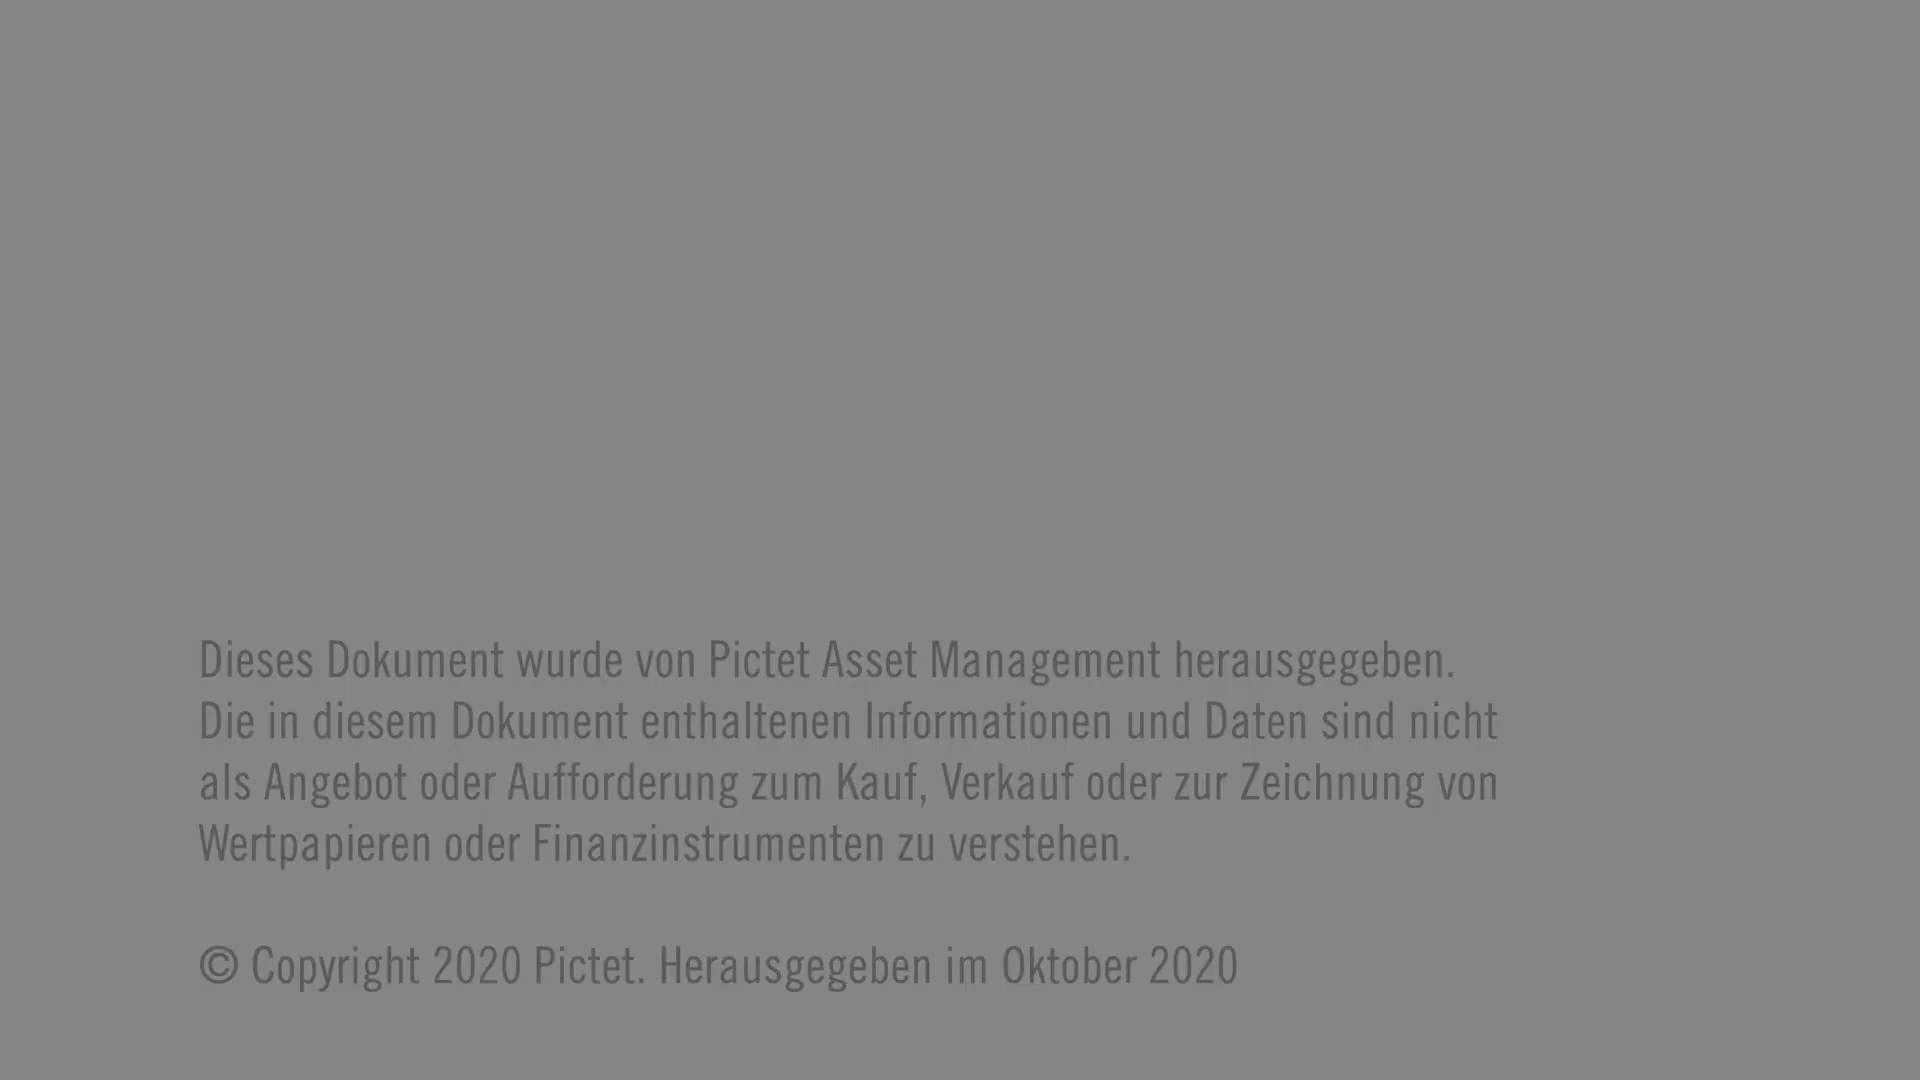 Dieses Dokument wurde von Pictet Asset Management herausgegeben.
Die in diesem Dokument enthaltenen Informationen und Daten sind nicht
als Angebot oder Aufforderung zum Kauf, Verkauf oder zur Zeichnung von
Wertpapieren oder Finanzinstrumenten zu verstehen.
© Copyright 2020 Pictet. Herausgegeben im Oktober 2020